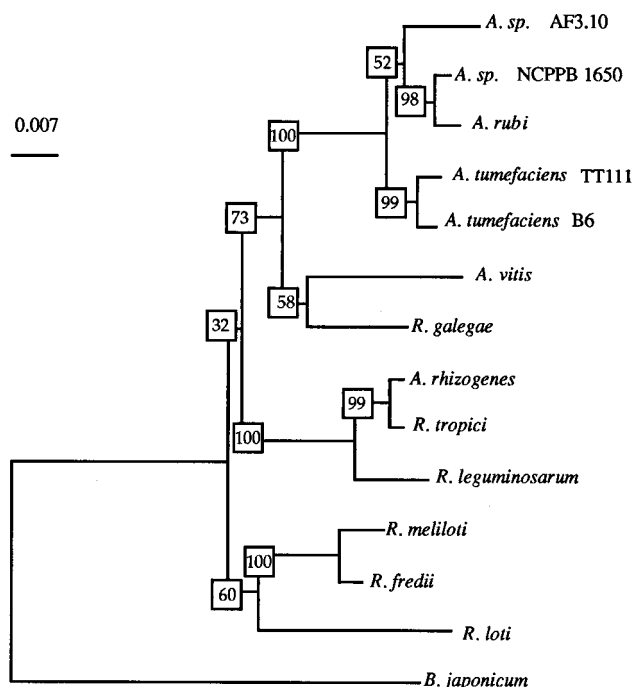 A. sp. AF3.10
52
A. sp. NCPPB 1650
98
0.007
A. rubi
100
A. tumefaciens TT111
99
73
A. tumefaciens B6
A. vitis
58
32
R. galegae
A. rhizogenes
99
R. tropici
100
R. leguminosarum
R. meliloti
100
R. fredii
60
R. loti
B. japonicum